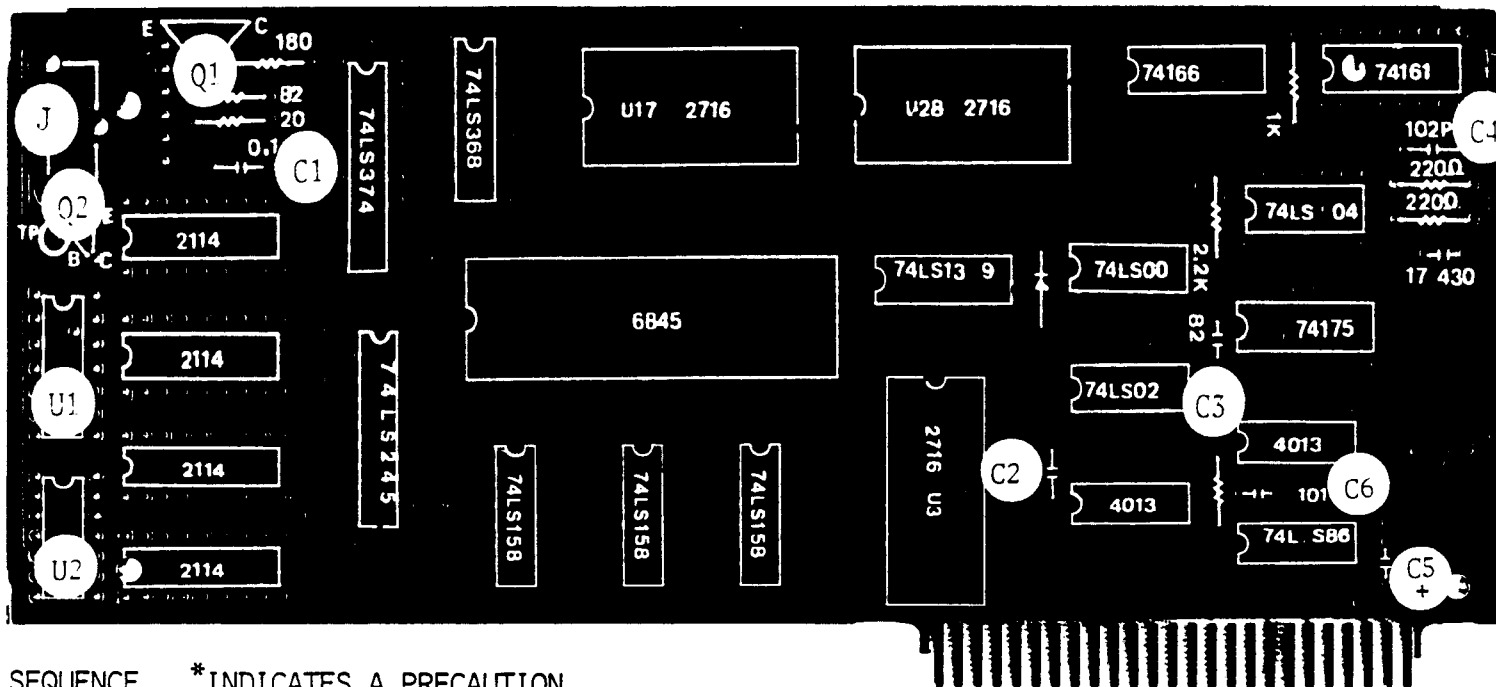 E C
180
Q1
82
20
0.1
C1
J
Q2
E
TP
B C
74LS374
74LS368
U17 2716
U28 2716
74166
74161
1K
102P
C4
220Ω
220Ω
17 430
74LS 04
2.2K
74LS00
74LS13 9
6845
2114
2114
2114
2114
U1
U2
74LS245
74LS158
74LS158
74LS158
2716 U3
C2
82
74175
74LS02
C3
4013
4013
101
C6
74L.S86
C5
+
SEQUENCE *INDICATES A PRECAUTION